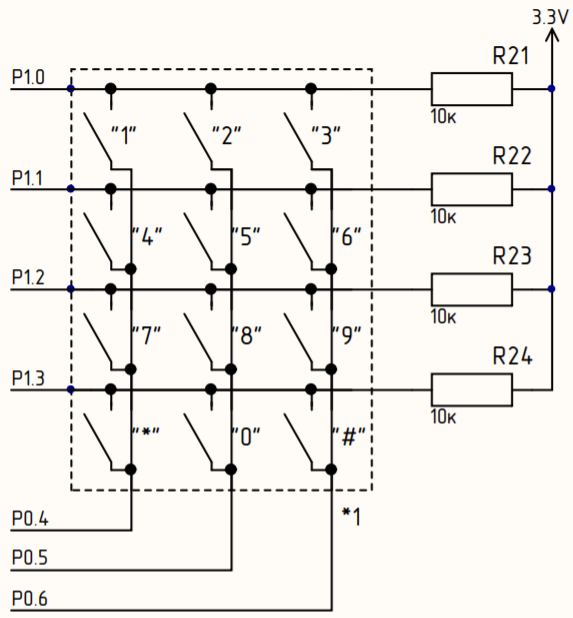 3.3V
R21
P1.0
10к
"1"
"2"
"3"
R22
P1.1
10к
"4"
"5"
"6"
R23
P1.2
10к
"7"
"8"
"9"
R24
P1.3
10к
"*"
"0"
"#"
P0.4
*1
P0.5
P0.6